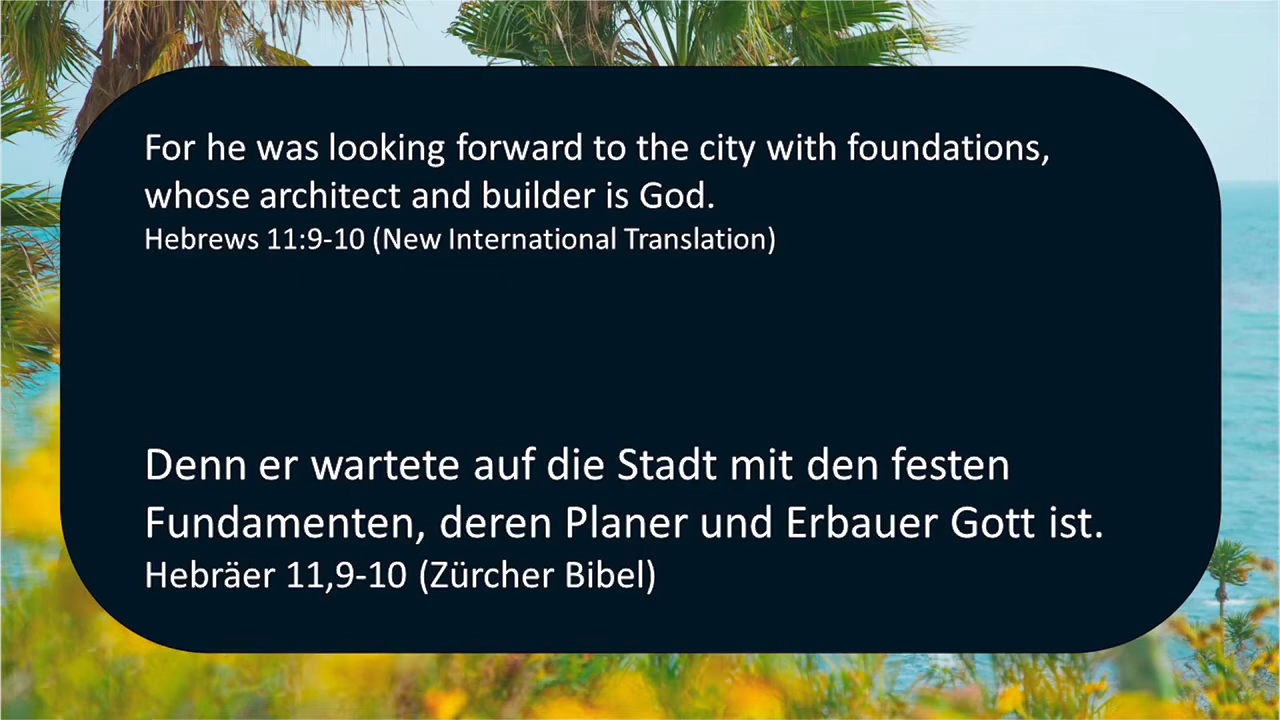 For he was looking forward to the city with foundations,
whose architect and builder is God.
Hebrews 11:9-10 (New International Translation)
Denn er wartete auf die Stadt mit den festen
Fundamenten, deren Planer und Erbauer Gott ist.
Hebräer 11,9-10 (Zürcher Bibel)